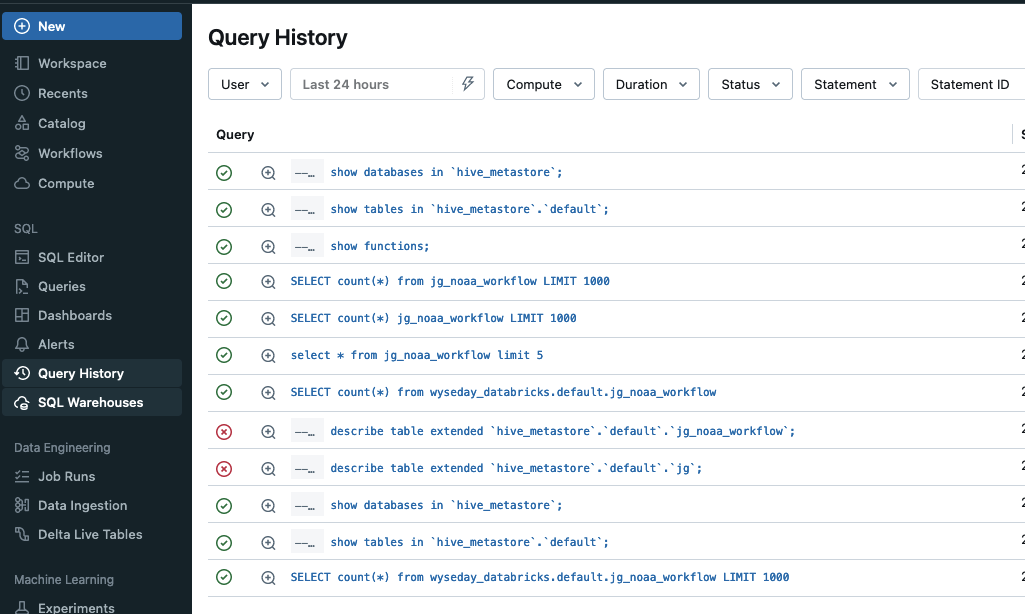 New
Workspace
Recents
Catalog
Workflows
Compute
SQL
SQL Editor
Queries
Dashboards
Alerts
Query History
SQL Warehouses
Data Engineering
Job Runs
Data Ingestion
Delta Live Tables
Machine Learning
Experiments
Query History
User Last 24 hours Compute Duration Status Statement Statement ID
Query
--… show databases in `hive_metastore`;
--… show tables in `hive_metastore`.`default`;
--… show functions;
SELECT count(*) from jg_noaa_workflow LIMIT 1000
SELECT count(*) jg_noaa_workflow LIMIT 1000
select * from jg_noaa_workflow limit 5
SELECT count(*) from wyseday_databricks.default.jg_noaa_workflow
--… describe table extended `hive_metastore`.`default`.`jg_noaa_workflow`;
--… describe table extended `hive_metastore`.`default`.`jg`;
--… show databases in `hive_metastore`;
--… show tables in `hive_metastore`.`default`;
SELECT count(*) from wyseday_databricks.default.jg_noaa_workflow LIMIT 1000